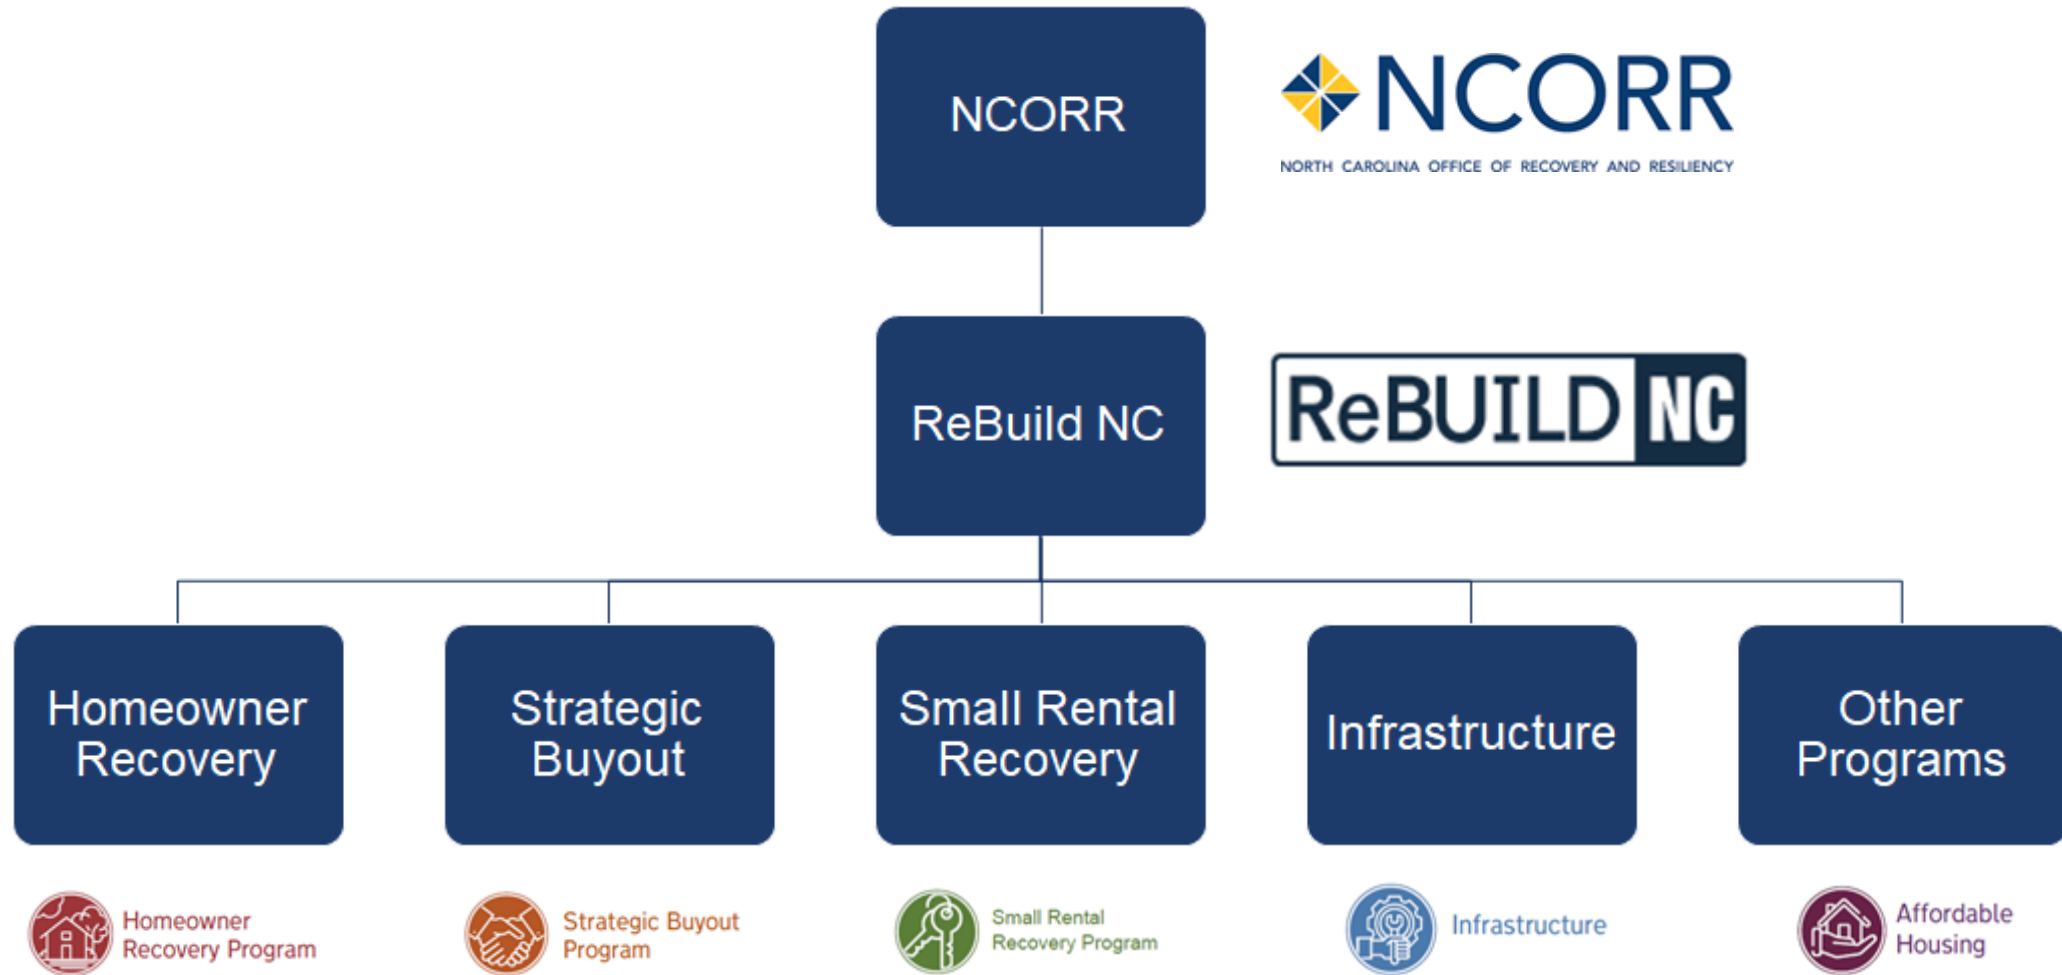 NCORR
NCORR
NORTH CAROLINA OFFICE OF RECOVERY AND RESILIENCY
ReBuild NC
ReBUILD NC
Homeowner
Recovery
Strategic
Buyout
Small Rental
Recovery
Infrastructure
Other
Programs
Homeowner
Recovery Program
Strategic Buyout
Program
Small Rental
Recovery Program
Infrastructure
Affordable
Housing